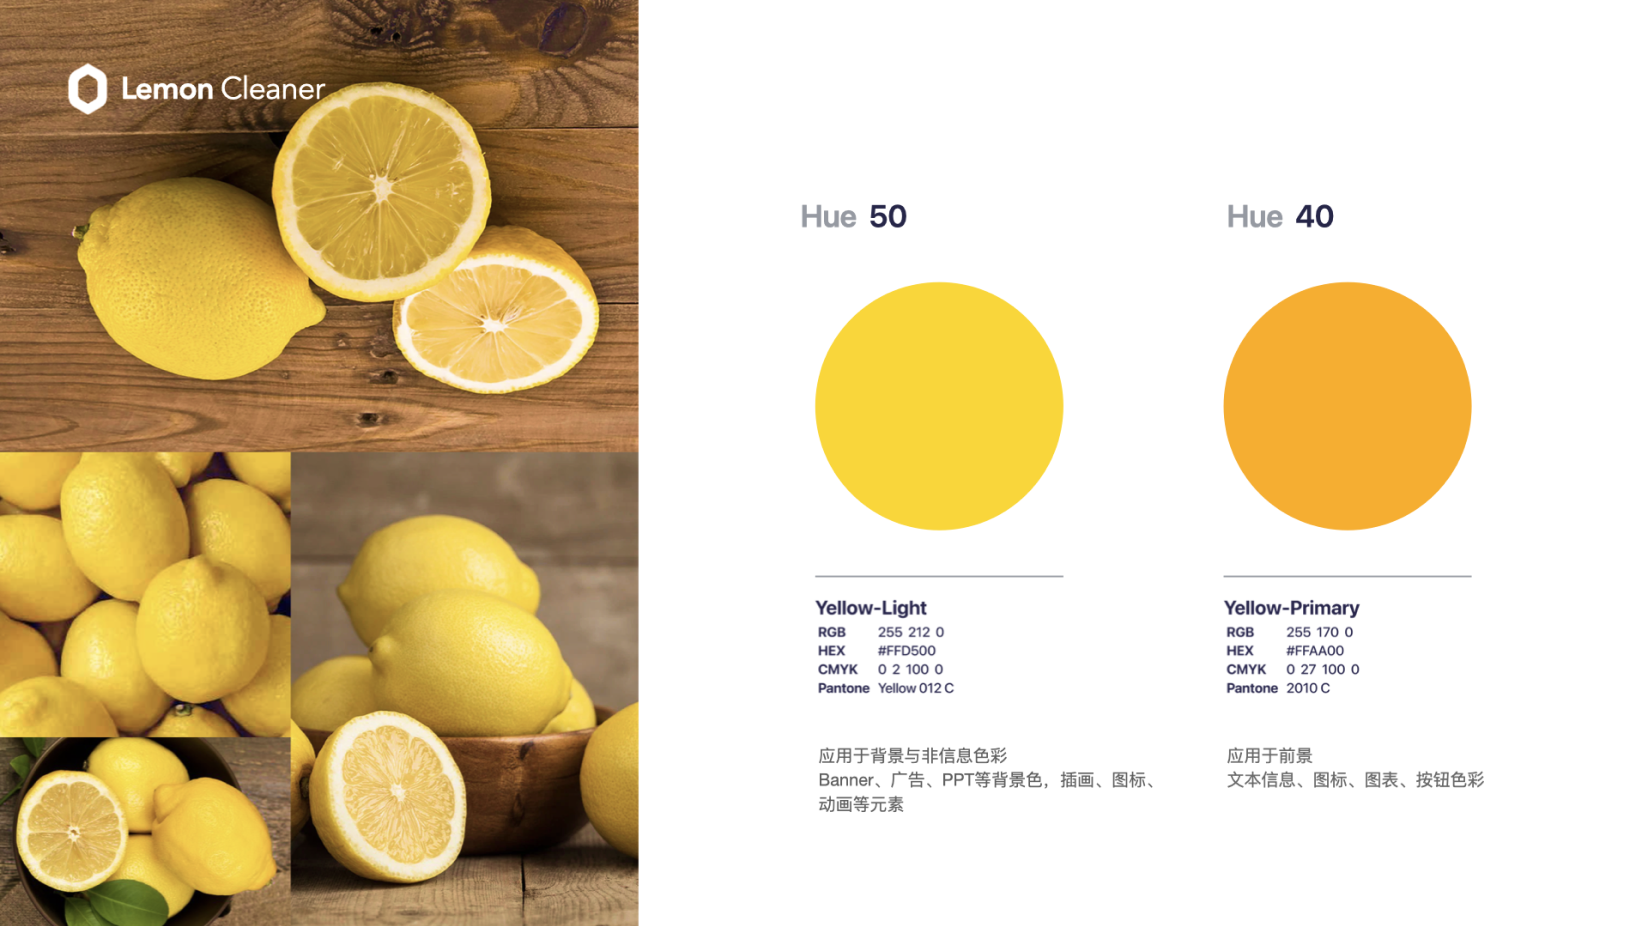 Lemon Cleaner
Hue 50
Yellow-Light
RGB 255 212 0
HEX #FFD500
CMYK 0 2 100 0
Pantone Yellow 012 C
应用于背景与非信息色彩
Banner、广告、PPT等背景色，插画、图标、
动画等元素
Hue 40
Yellow-Primary
RGB 255 170 0
HEX #FFAA00
CMYK 0 27 100 0
Pantone 2010 C
应用于前景
文本信息、图标、图表、按钮色彩